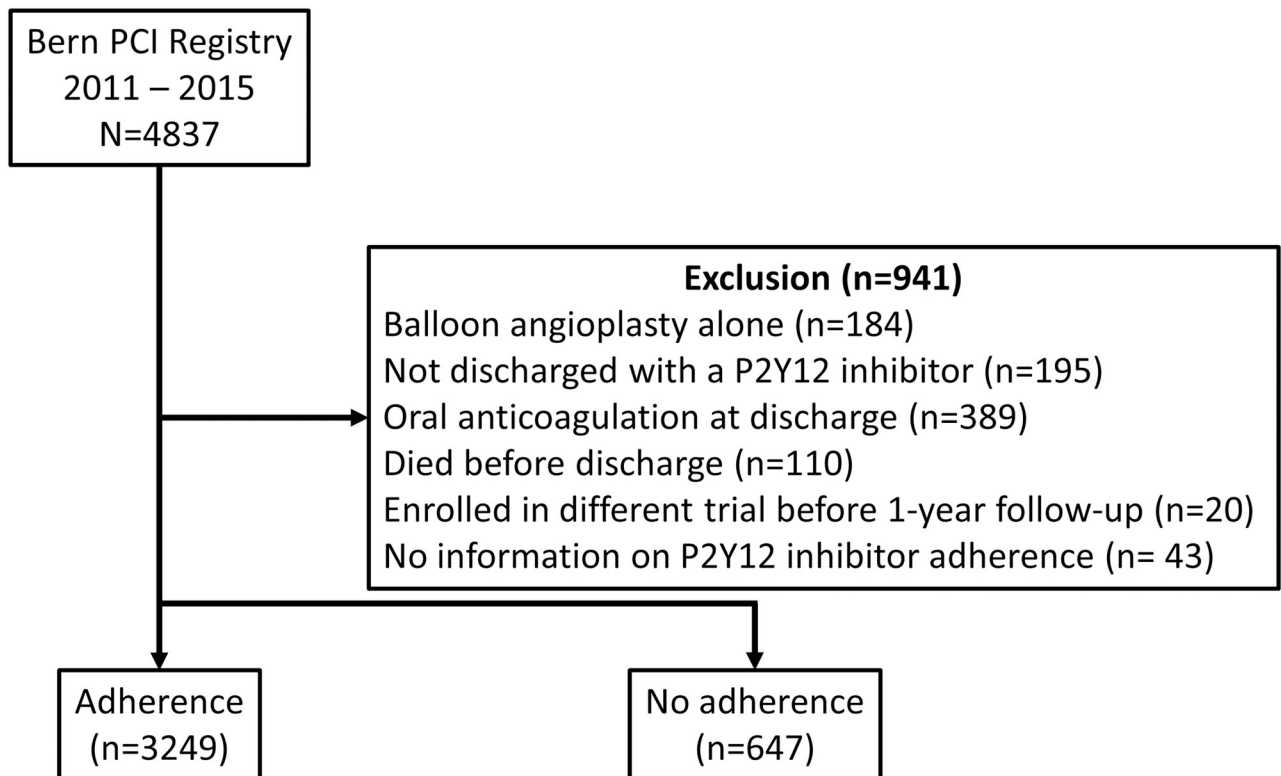 Bern PCI Registry
2011 – 2015
N=4837
Exclusion (n=941)
Balloon angioplasty alone (n=184)
Not discharged with a P2Y12 inhibitor (n=195)
Oral anticoagulation at discharge (n=389)
Died before discharge (n=110)
Enrolled in different trial before 1-year follow-up (n=20)
No information on P2Y12 inhibitor adherence (n= 43)
Adherence
(n=3249)
No adherence
(n=647)